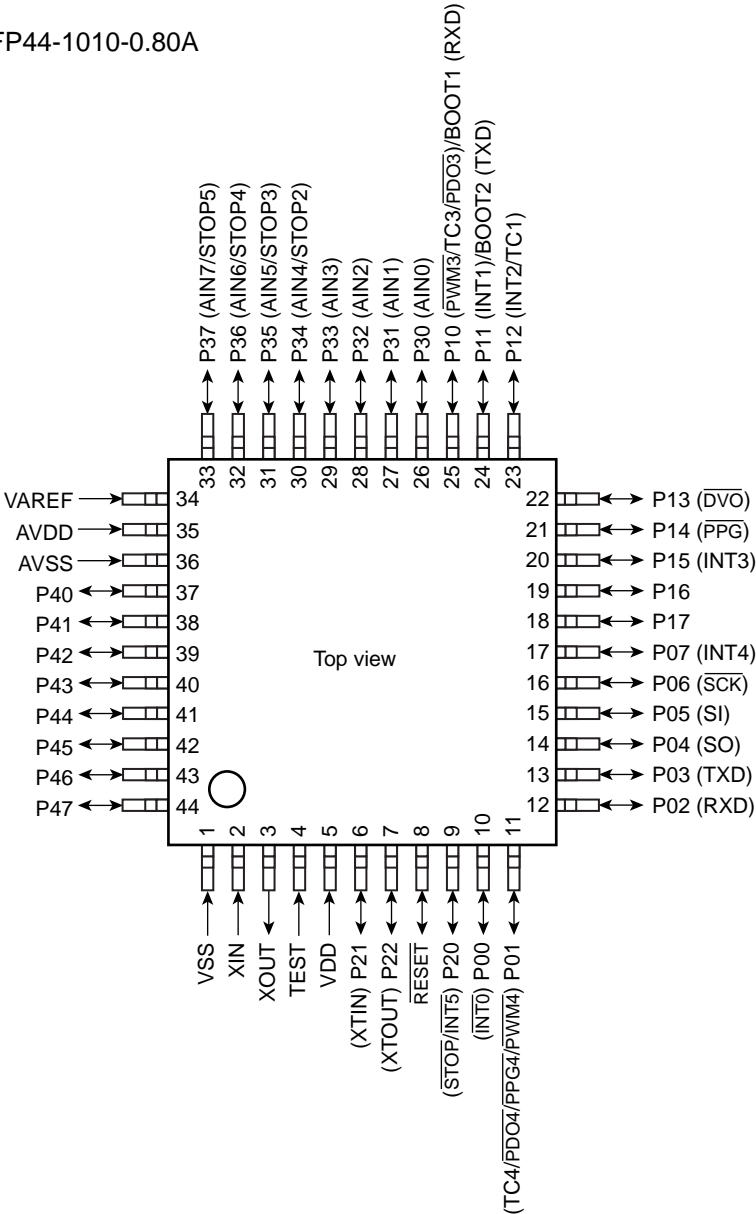 FP44-1010-0.80A
P37 (AIN7/STOP5)
P36 (AIN6/STOP4)
P35 (AIN5/STOP3)
P34 (AIN4/STOP2)
P33 (AIN3)
P32 (AIN2)
P31 (AIN1)
P30 (AIN0)
P10 (PWM3/TC3/PDO3)/BOOT1 (RXD)
P11 (INT1)/BOOT2 (TXD)
P12 (INT2/TC1)
33
32
31
30
29
28
27
26
25
24
23
VAREF 34
AVDD 35
AVSS 36
P40 37
P41 38
P42 39
P43 40
P44 41
P45 42
P46 43
P47 44
Top view
22 P13 (DVO)
21 P14 (PPG)
20 P15 (INT3)
19 P16
18 P17
17 P07 (INT4)
16 P06 (SCK)
15 P05 (SI)
14 P04 (SO)
13 P03 (TXD)
12 P02 (RXD)
1
2
3
4
5
6
7
8
9
10
11
VSS
XIN
XOUT
TEST
VDD
(XTIN) P21
(XTOUT) P22
RESET
(STOP/INT5) P20
(INT0) P00
(TC4/PDO4/PPG4/PWM4) P01